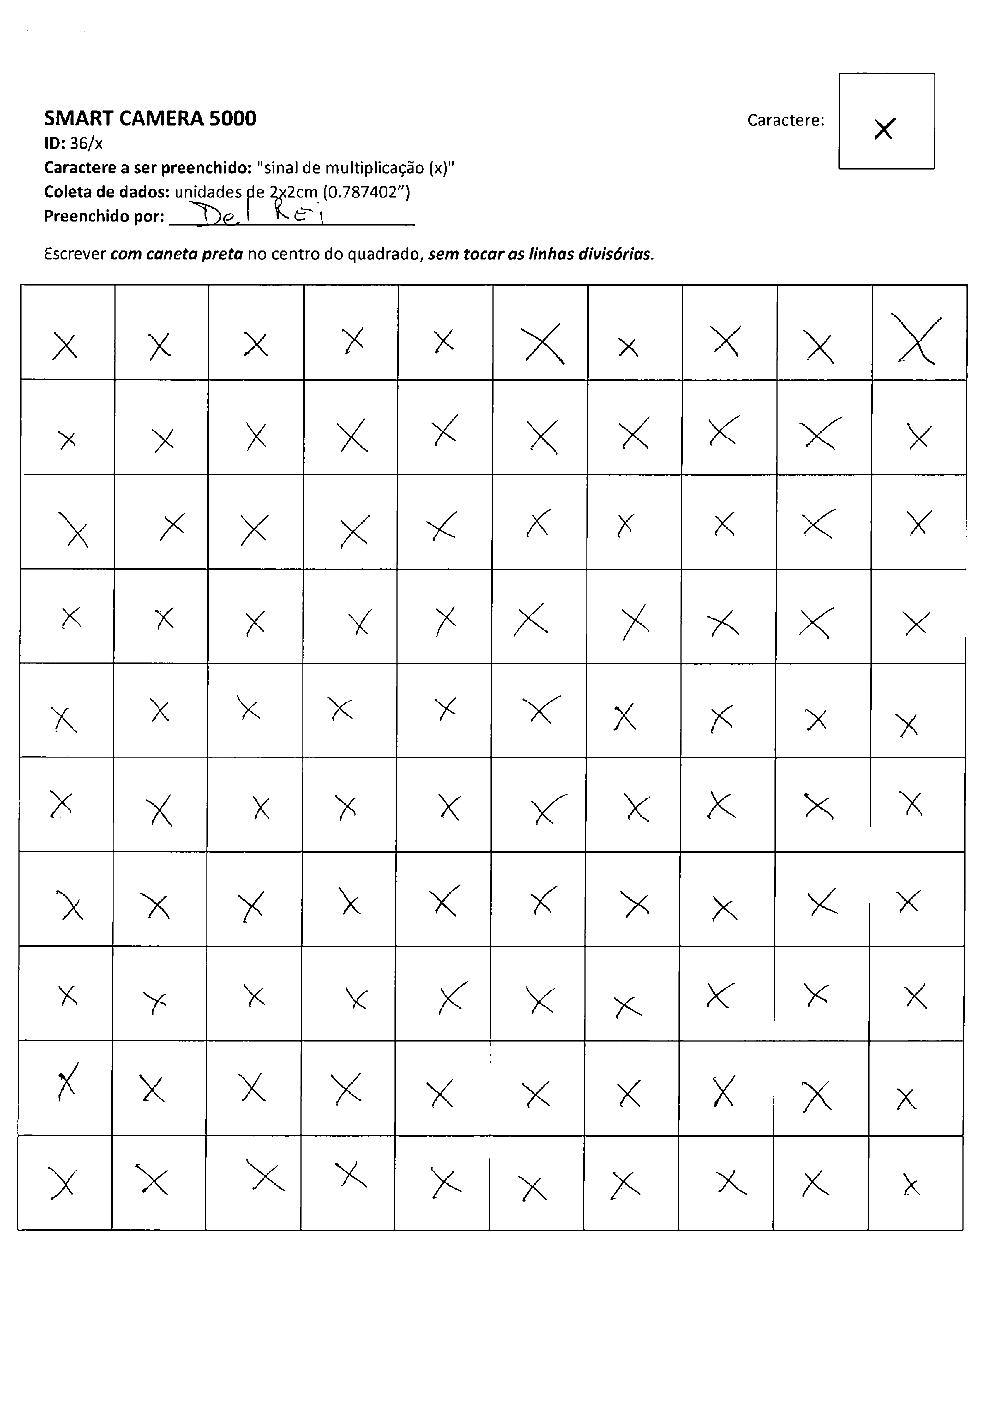 SMART CAMERA 5000
ID: 36/x
Caractere a ser preenchido: "sinal de multiplicação (x)"
Coleta de dados: unidades de 2x2cm (0.787402”)
Preenchido por: Del Rei
Caractere: x
Escrever com caneta preta no centro do quadrado, sem tocar as linhas divisórias.
x x x x x x x x x x
x x x x x x x x x x
x x x x x x x x x x
x x x x x x x x x x
x x x x x x x x x x
x x x x x x x x x x
x x x x x x x x x x
x x x x x x x x x x
x x x x x x x x x x
x x x x x x x x x x